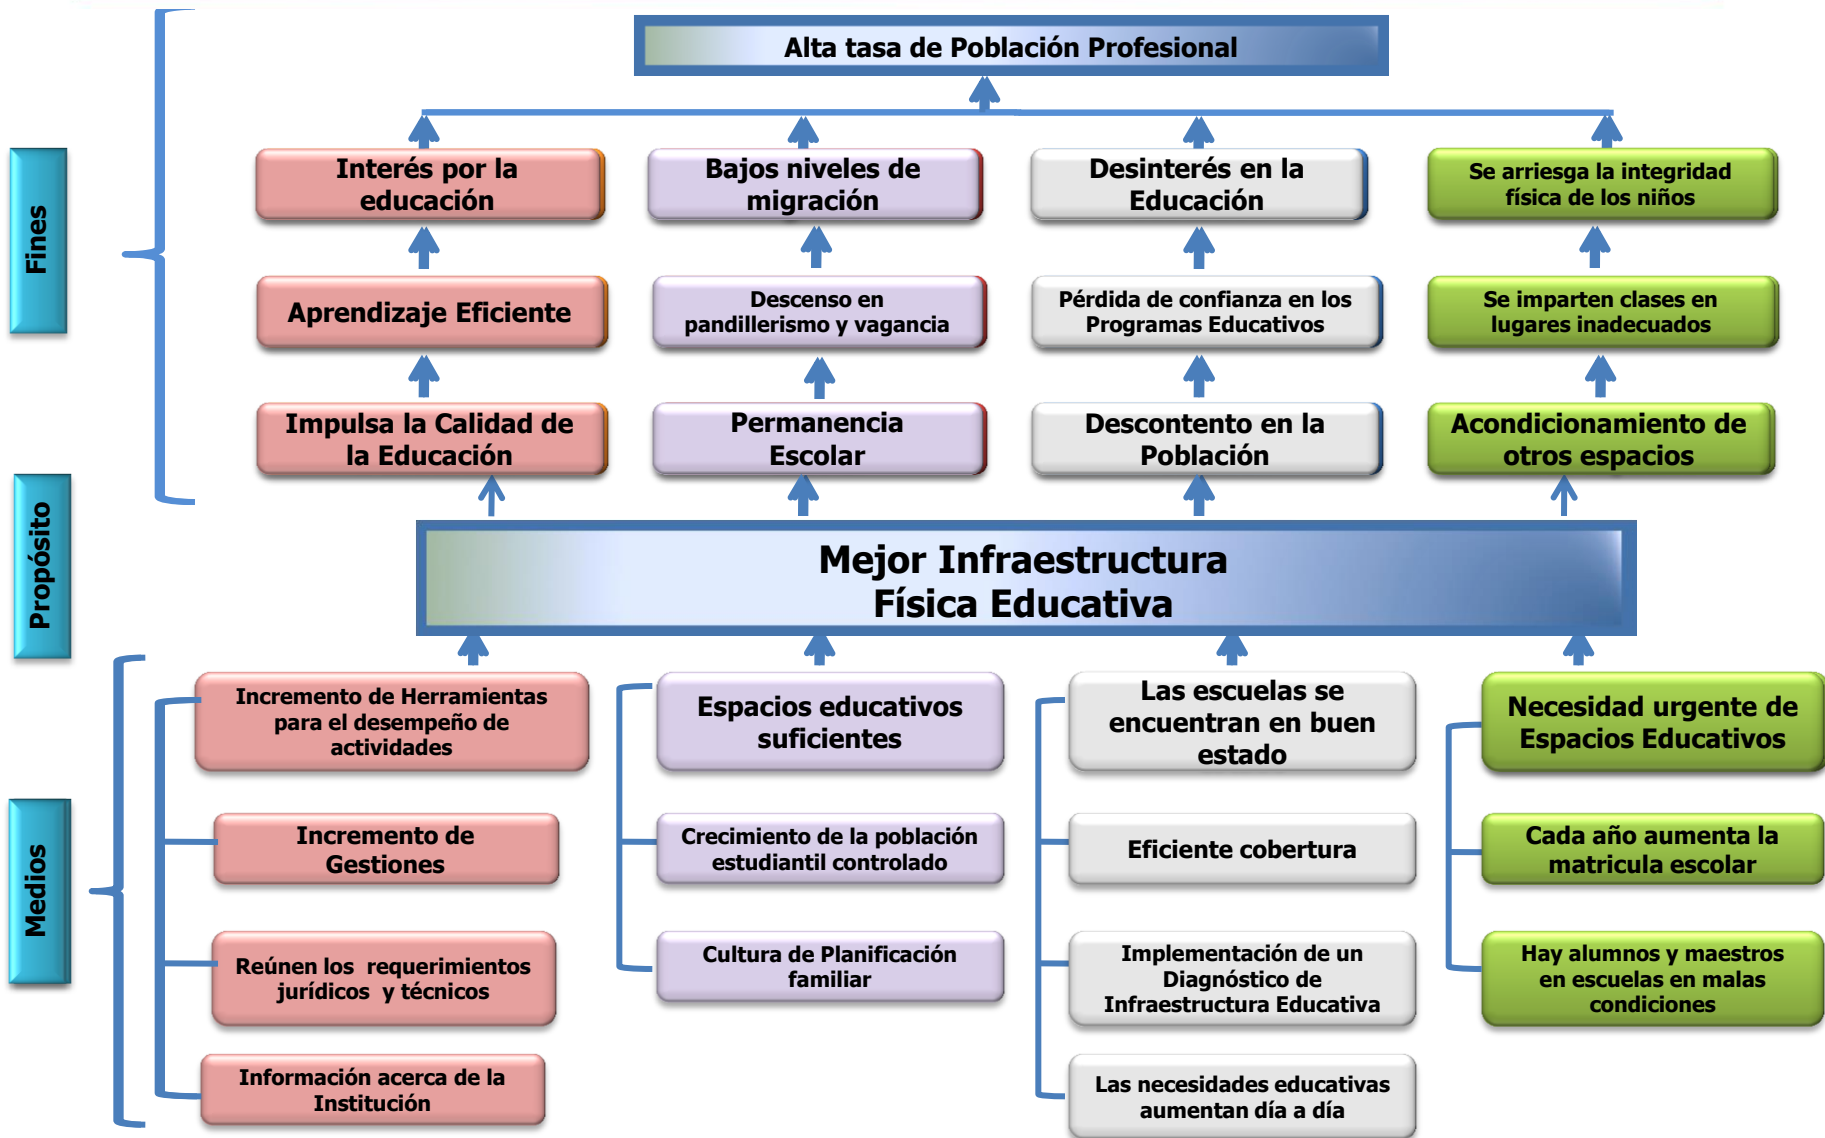 Alta tasa de Población Profesional
Fines
Interés por la
educación
Bajos niveles de
migración
Desinterés en la
Educación
Se arriesga la integridad
física de los niños
Aprendizaje Eficiente
Descenso en
pandillerismo y vagancia
Pérdida de confianza en los
Programas Educativos
Se imparten clases en
lugares inadecuados
Impulsa la Calidad de
la Educación
Permanencia
Escolar
Descontento en la
Población
Acondicionamiento de
otros espacios
Propósito
Mejor Infraestructura
Física Educativa
Medios
Incremento de Herramientas
para el desempeño de
actividades
Espacios educativos
suficientes
Las escuelas se
encuentran en buen
estado
Necesidad urgente de
Espacios Educativos
Incremento de
Gestiones
Crecimiento de la población
estudiantil controlado
Eficiente cobertura
Cada año aumenta la
matricula escolar
Reúnen los requerimientos
jurídicos y técnicos
Cultura de Planificación
familiar
Implementación de un
Diagnóstico de
Infraestructura Educativa
Hay alumnos y maestros
en escuelas en malas
condiciones
Información acerca de la
Institución
Las necesidades educativas
aumentan día a día